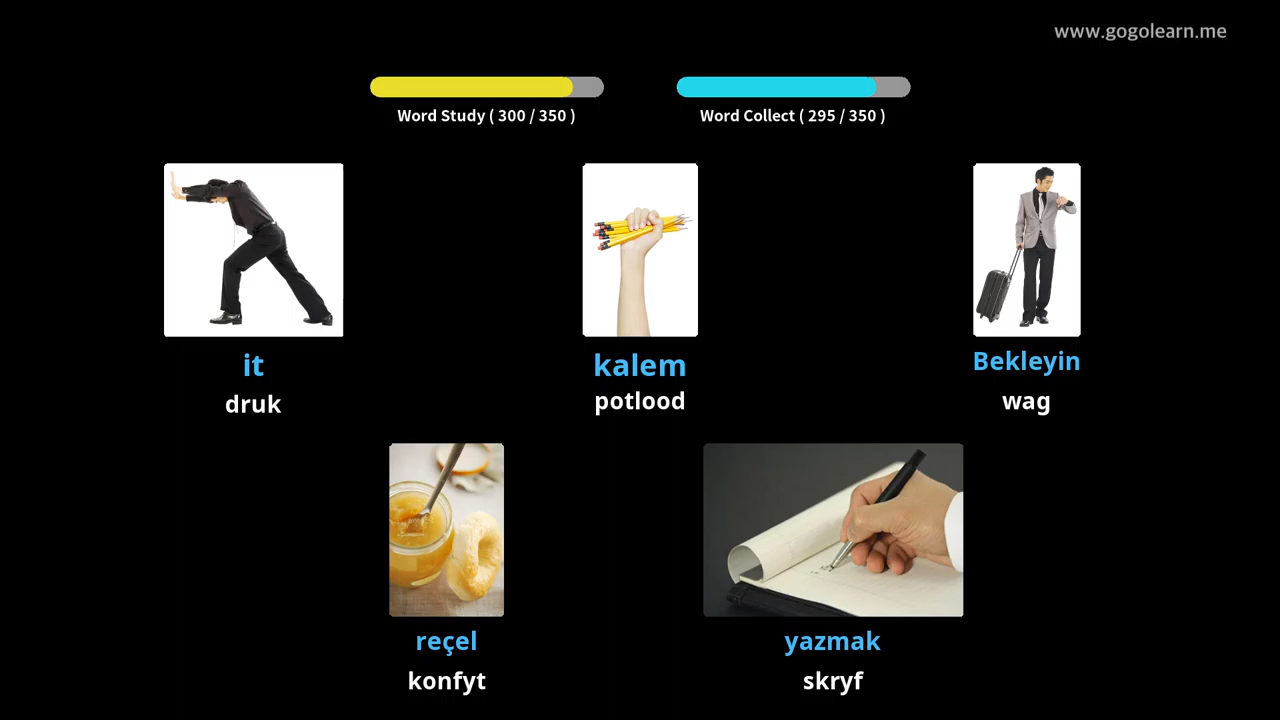 www.gogolearn.me
Word Study ( 300 / 350 )
Word Collect ( 295 / 350 )
it
druk
kalem
potlood
Bekleyin
wag
reçel
konfyt
yazmak
skryf